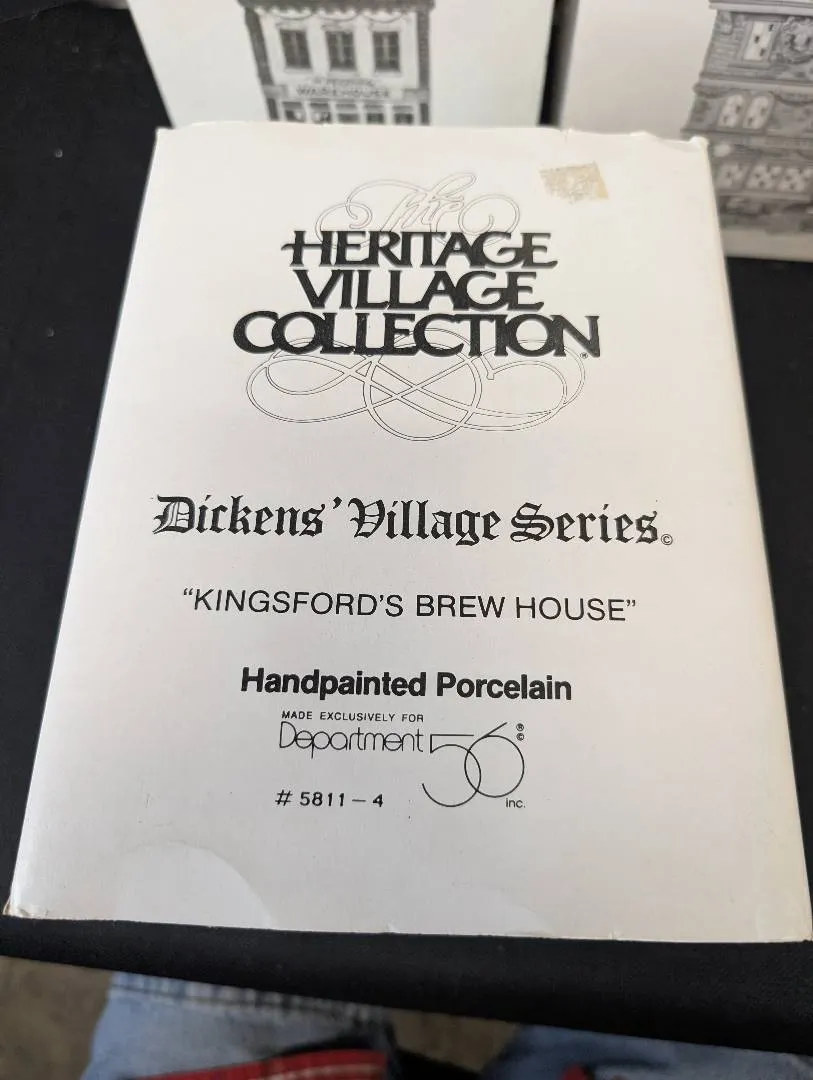 WAREHOUSE
The
HERITAGE
VILLAGE
COLLECTION®
Dickens' Village Series©
“KINGSFORD'S BREW HOUSE”
Handpainted Porcelain
MADE EXCLUSIVELY FOR
Department 56®©
inc.
# 5811-4